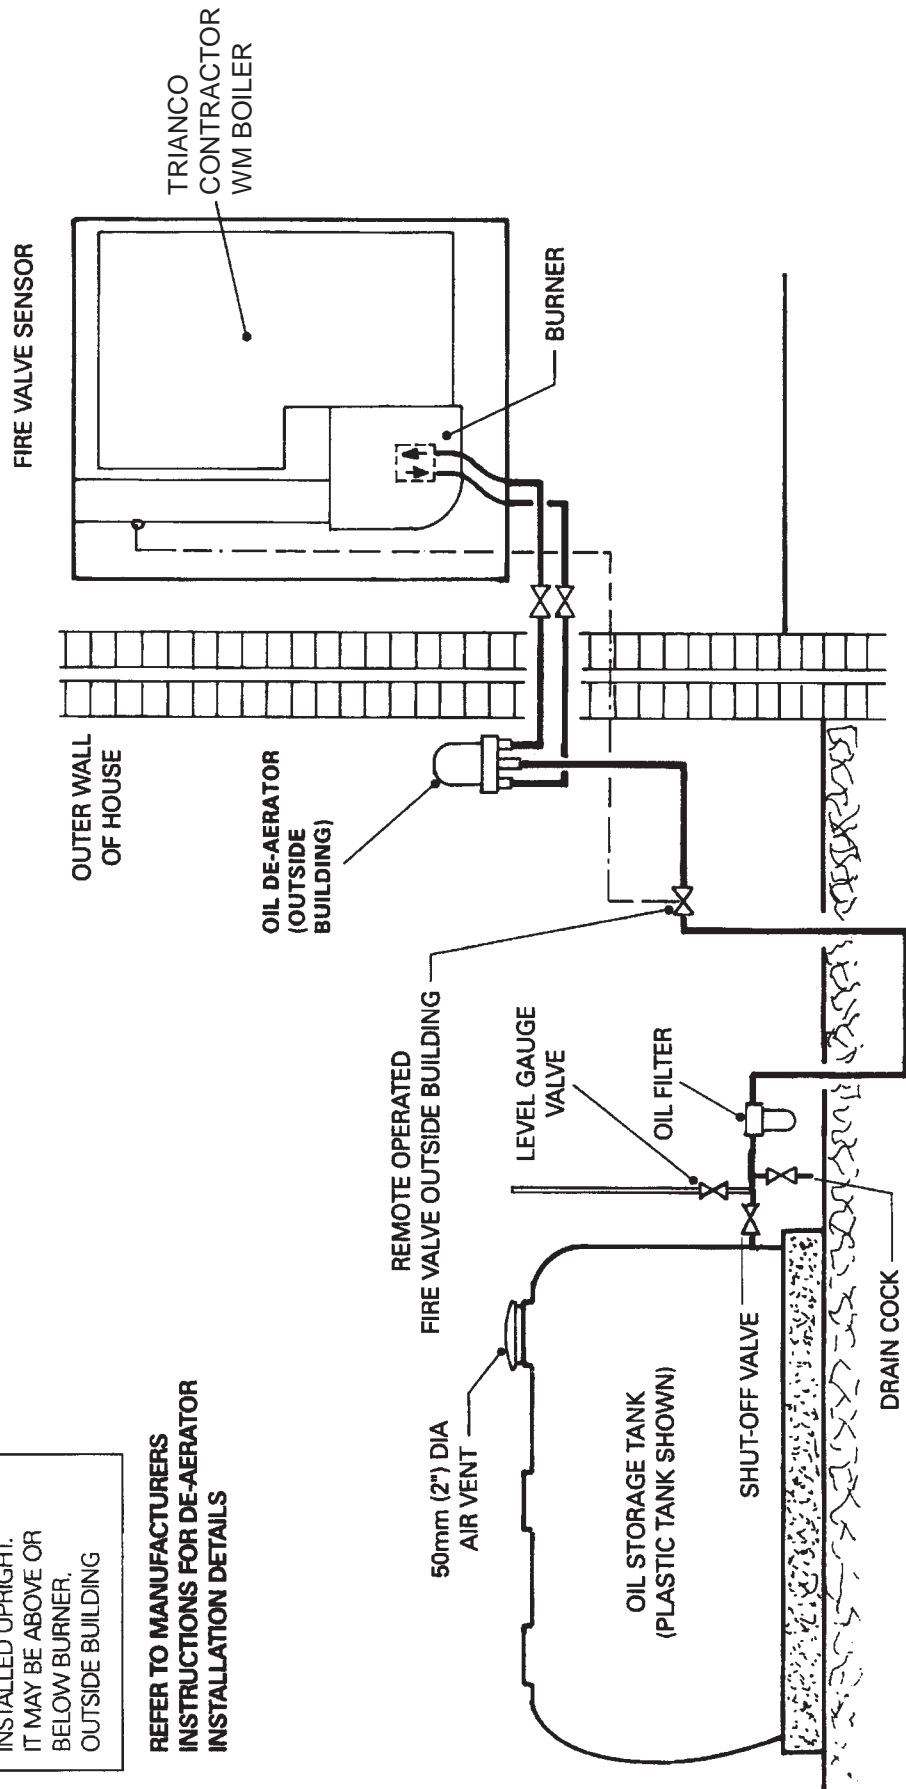 INSTALLED UPRIGHT.
IT MAY BE ABOVE OR
BELOW BURNER.
OUTSIDE BUILDING
REFER TO MANUFACTURERS
INSTRUCTIONS FOR DE-AERATOR
INSTALLATION DETAILS
50mm (2") DIA
AIR VENT
OIL STORAGE TANK
(PLASTIC TANK SHOWN)
SHUT-OFF VALVE
DRAIN COCK
REMOTE OPERATED
FIRE VALVE OUTSIDE BUILDING
LEVEL GAUGE
VALVE
OIL FILTER
OUTER WALL
OF HOUSE
OIL DE-AERATOR
(OUTSIDE
BUILDING)
FIRE VALVE SENSOR
TRIANCO
CONTRACTOR
WM BOILER
BURNER